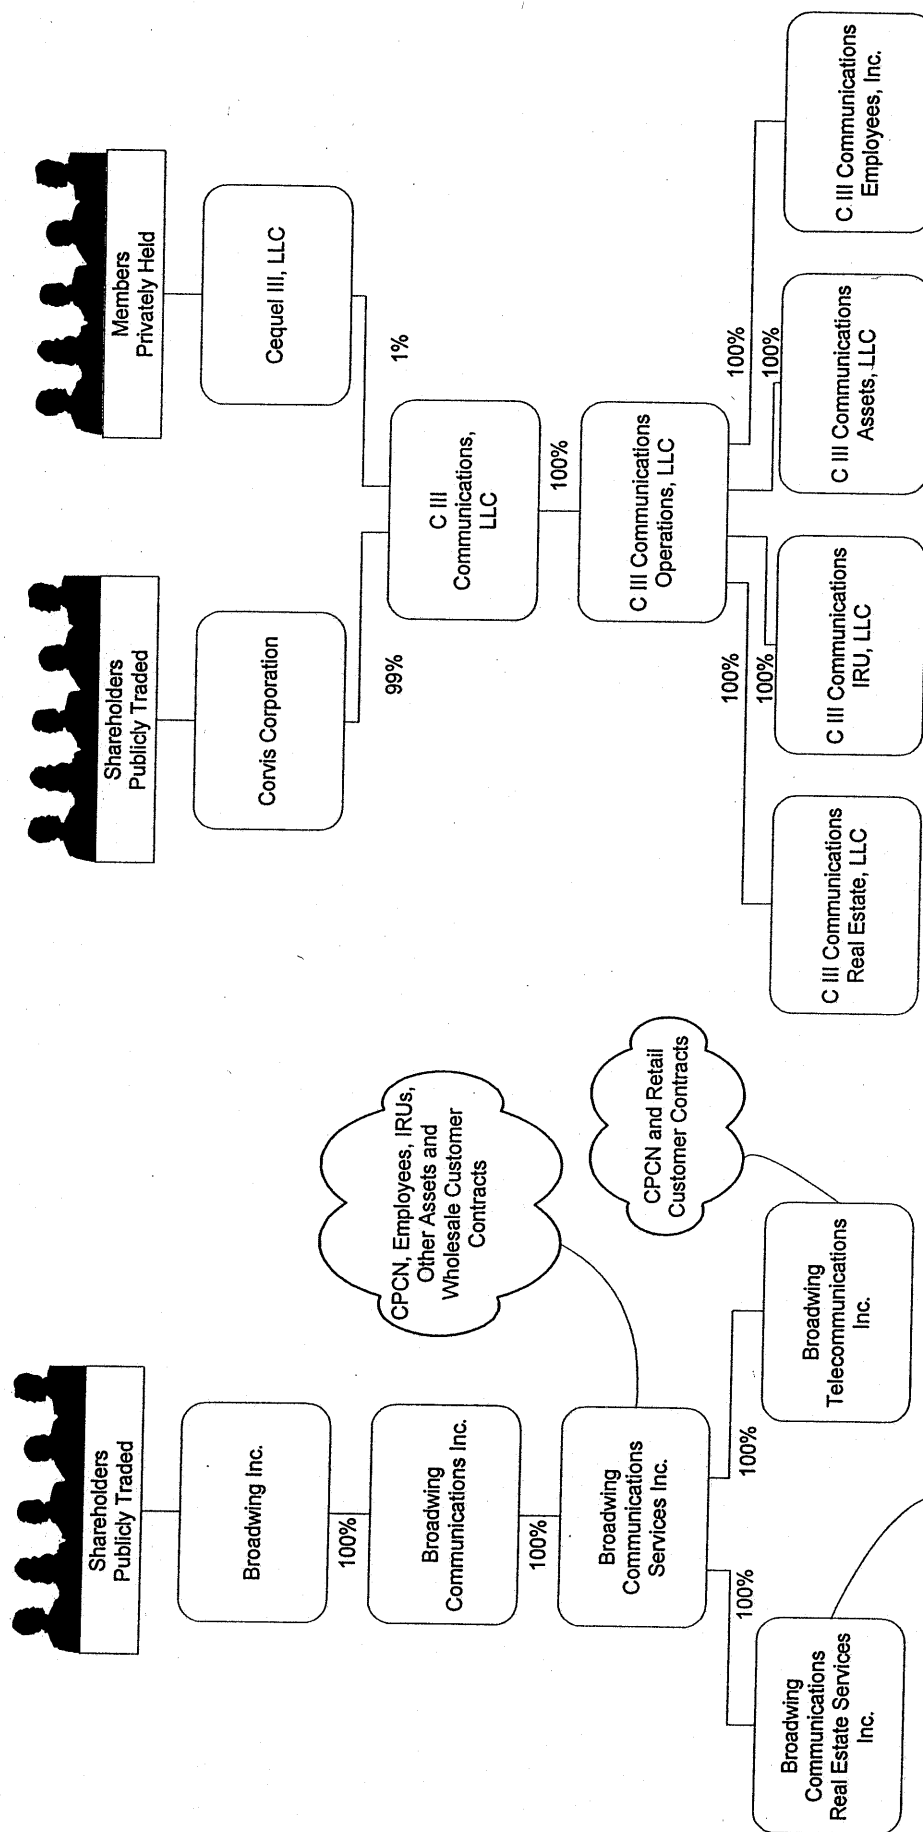 Shareholders
Publicly Traded
Broadwing Inc.
100%
Broadwing
Communications Inc.
100%
Broadwing
Communications
Services Inc.
CPCN, Employees, IRUs,
Other Assets and
Wholesale Customer
Contracts
100%
100%
Broadwing
Communications
Real Estate Services
Inc.
Broadwing
Telecommunications
Inc.
CPCN and Retail
Customer Contracts
Shareholders
Publicly Traded
Members
Privately Held
Corvis Corporation
Cequel III, LLC
99%
1%
C III
Communications,
LLC
100%
C III Communications
Operations, LLC
100%
100%
100%
100%
C III Communications
Real Estate, LLC
C III Communications
IRU, LLC
C III Communications
Assets, LLC
C III Communications
Employees, Inc.